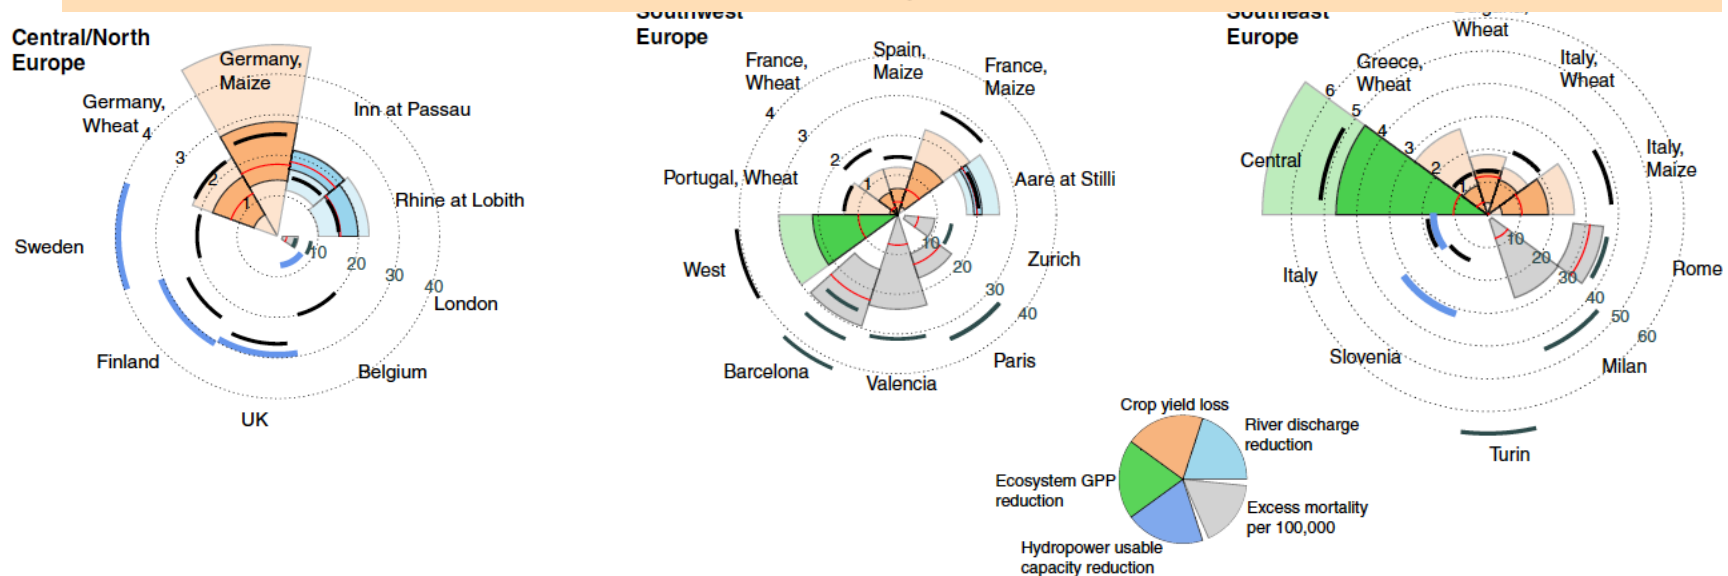 Central/North
Europe
Germany,
Maize
Germany,
Wheat
Inn at Passau
Rhine at Lobith
Sweden
London
Finland
Belgium
UK
1
2
3
4
10
20
30
40
Southwest
Europe
Spain,
Maize
France,
Wheat
France,
Maize
Portugal, Wheat
Aare at Stilli
West
Zurich
Barcelona
Valencia
Paris
1
2
3
4
10
20
30
40
Southeast
Europe
Wheat
Greece,
Wheat
Italy,
Wheat
Central
Italy,
Maize
Italy
Rome
Slovenia
Milan
Turin
1
2
3
4
5
6
10
20
30
40
50
60
Crop yield loss
River discharge
reduction
Ecosystem GPP
reduction
Excess mortality
per 100,000
Hydropower usable
capacity reduction